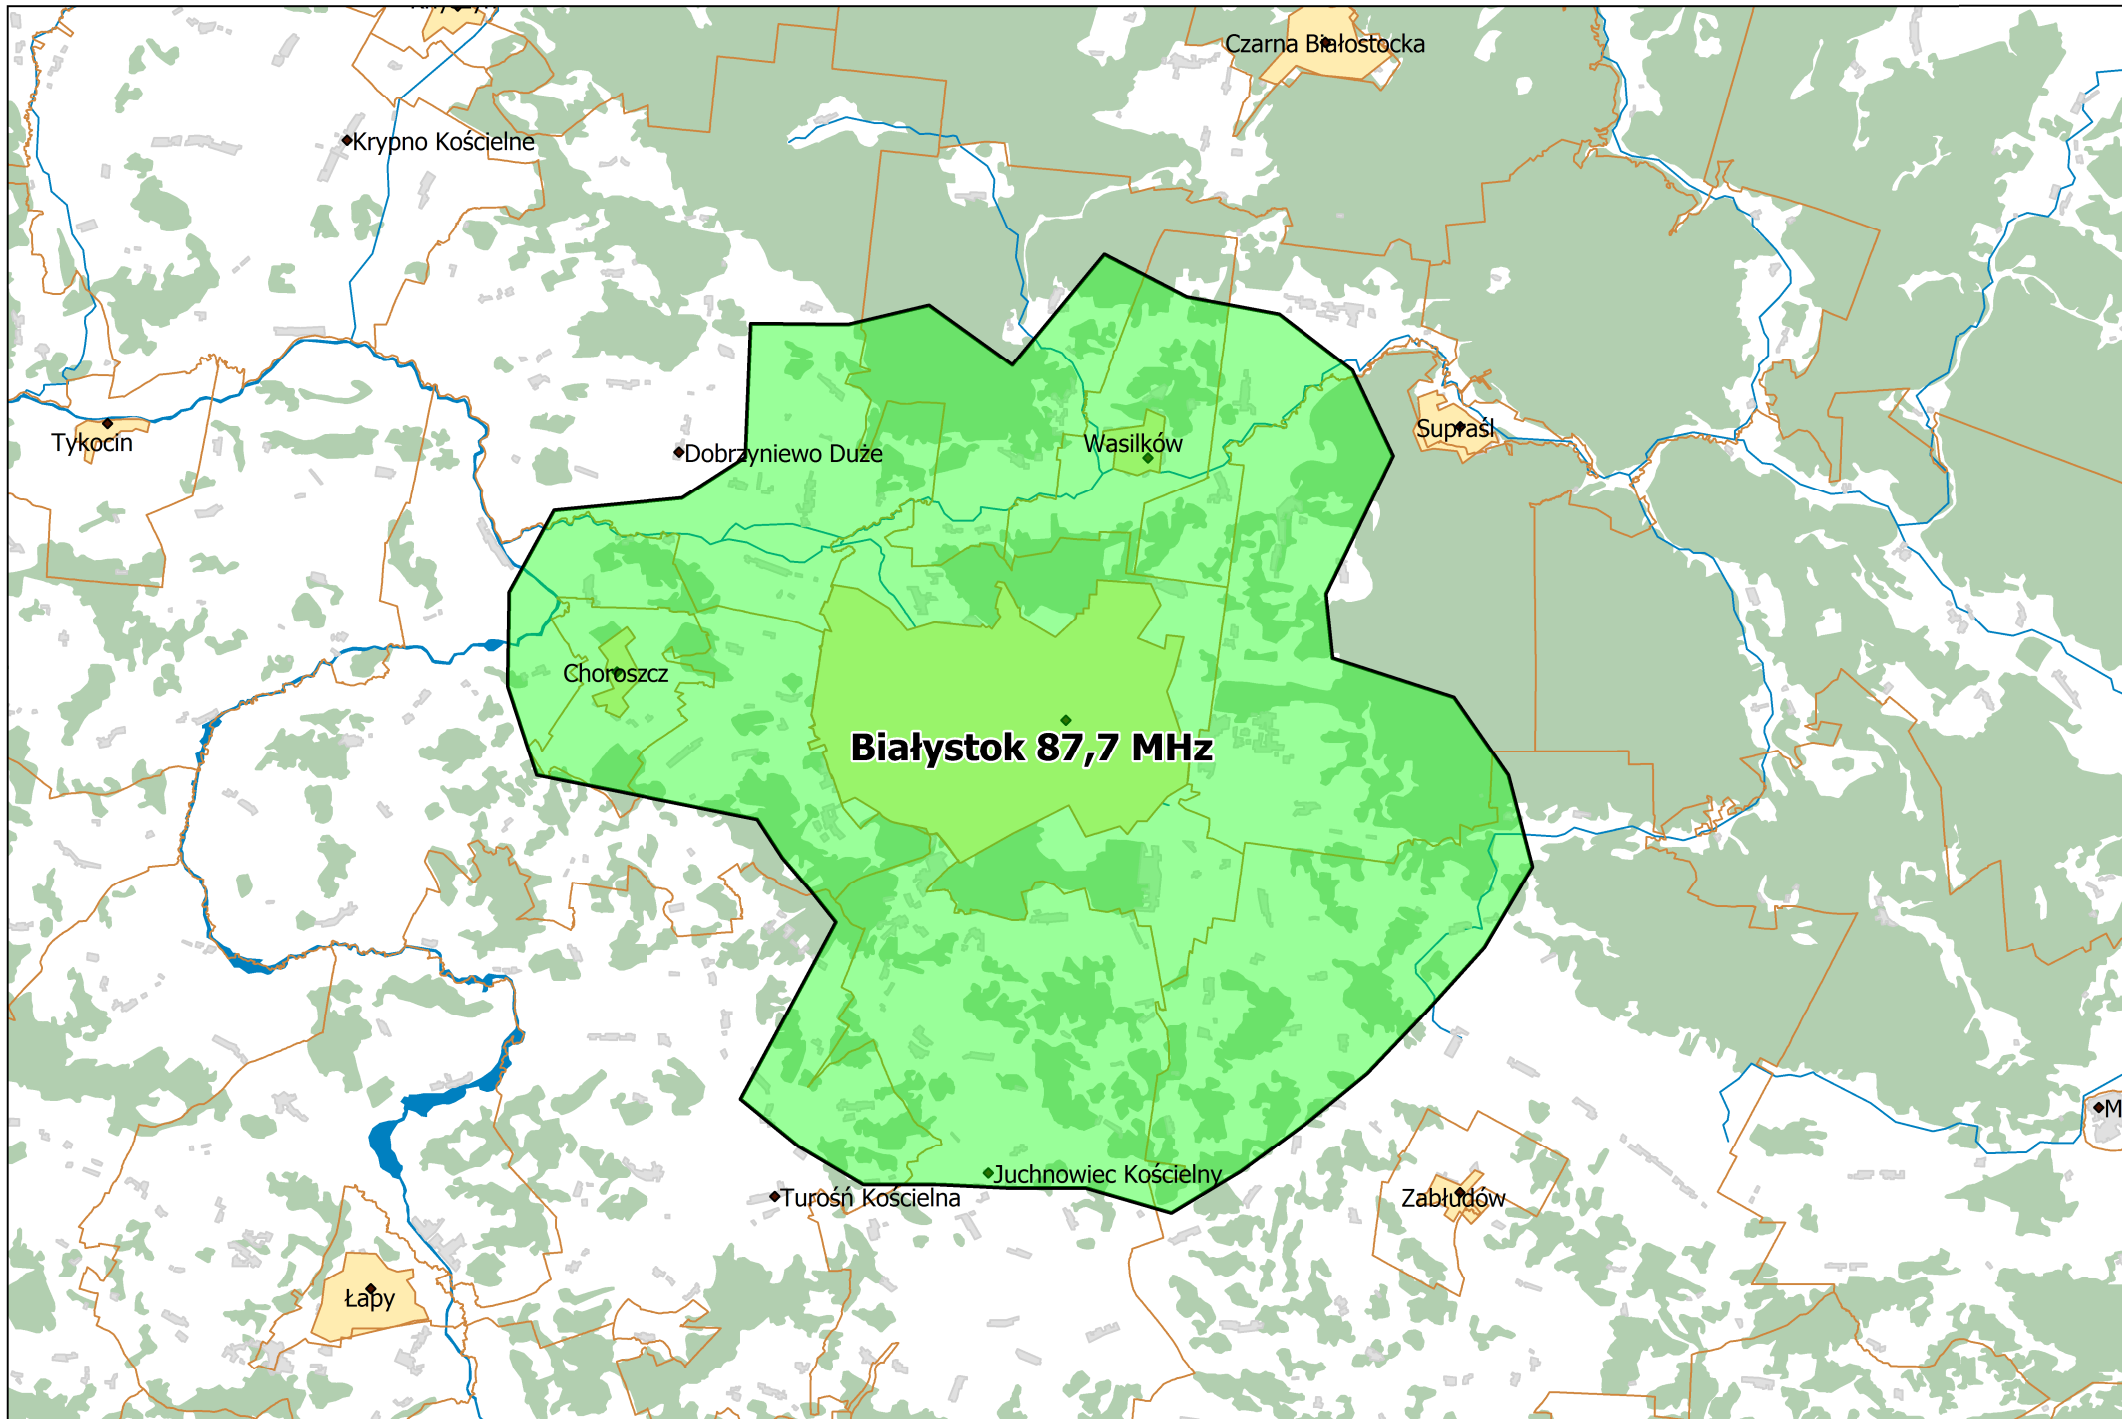 Czarna Białostocka
Krypno Kościelne
Tykocin
Supraśl
Wasilków
Dobrzyniewo Duże
Choroszcz
Białystok 87,7 MHz
M
Juchnowiec Kościelny
Turośń Kościelna
Zabłudów
Łapy